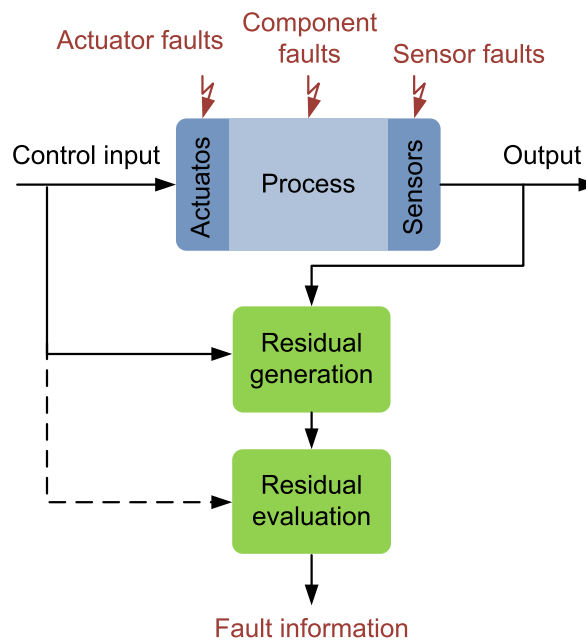 Component
Actuator faults
faults
Sensor faults
Control input
Output
Actuatos
Process
Sensors
Residual
generation
Residual
evaluation
Fault information